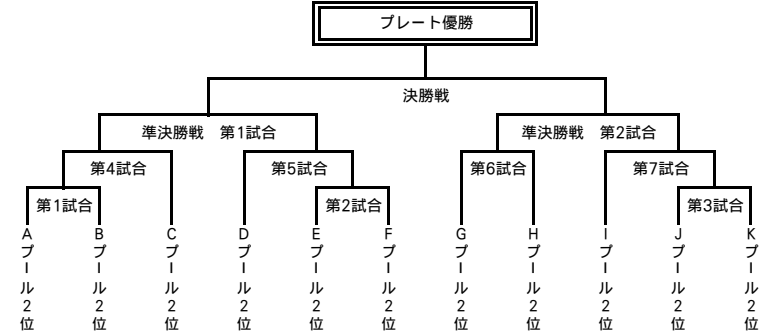 プレート優勝
決勝戦
準決勝戦　第1試合
準決勝戦　第2試合
第4試合
第5試合
第6試合
第7試合
第1試合
第2試合
第3試合
Aプール2位
Bプール2位
Cプール2位
Dプール2位
Eプール2位
Fプール2位
Gプール2位
Hプール2位
Iプール2位
Jプール2位
Kプール2位